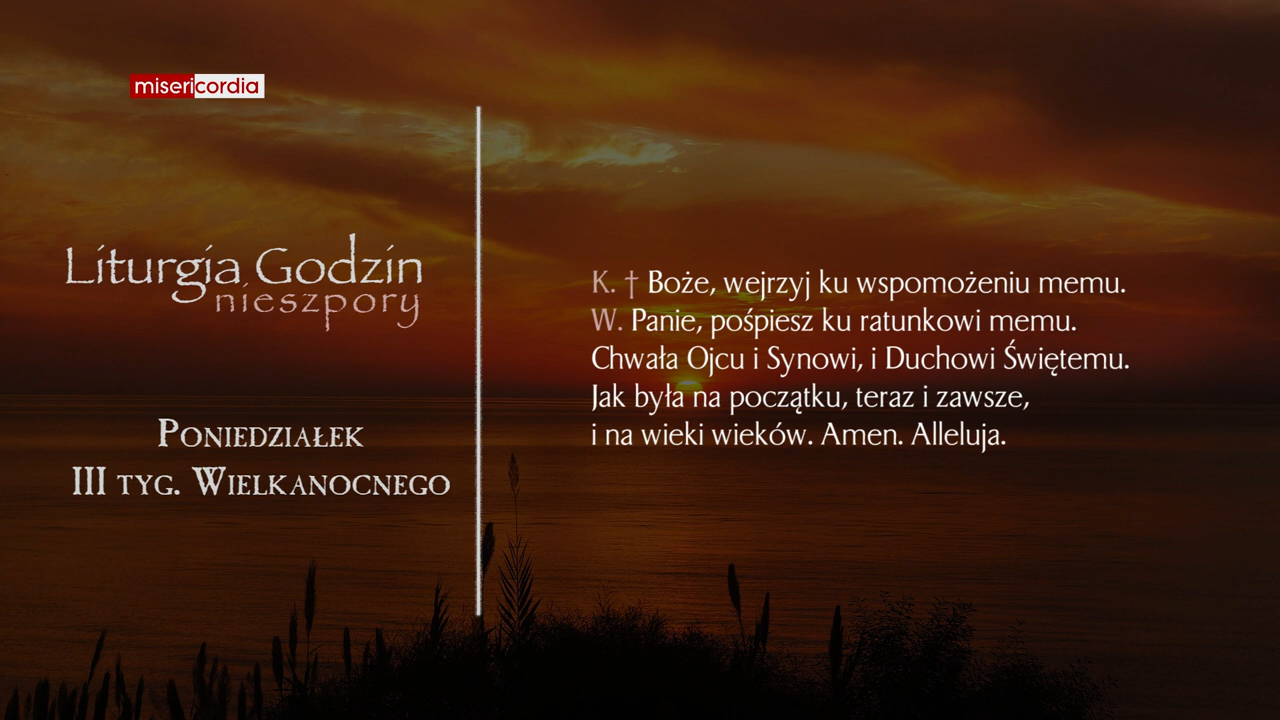 misericordia
Liturgia Godzin
nieszpory
Poniedziałek
III tyg. Wielkanocnego
K. † Boże, wejrzyj ku wspomożeniu memu.
W. Panie, pośpiesz ku ratunkowi memu.
Chwała Ojcu i Synowi, i Duchowi Świętemu.
Jak była na początku, teraz i zawsze,
i na wieki wieków. Amen. Alleluja.